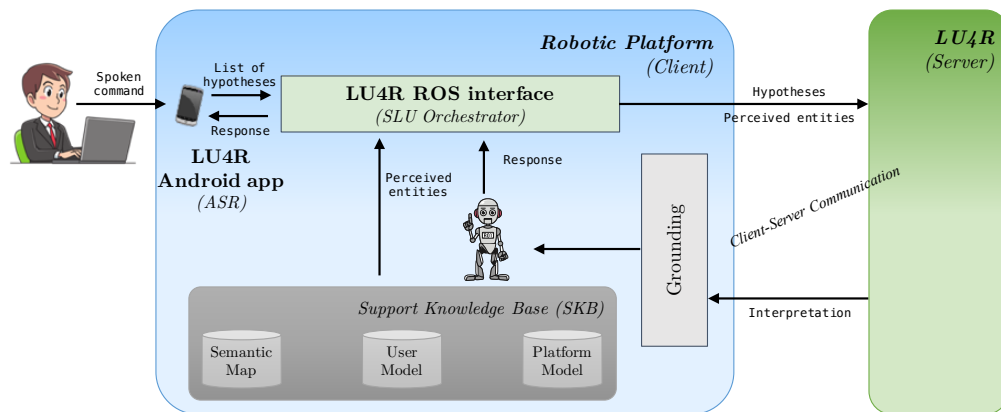 Robotic Platform
(Client)
LU4R
(Server)
Spoken
command
List of
hypotheses
Response
LU4R
Android app
(ASR)
LU4R ROS interface
(SLU Orchestrator)
Hypotheses
Perceived entities
Perceived
entities
Response
Grounding
Client-Server Communication
Interpretation
Support Knowledge Base (SKB)
Semantic
Map
User
Model
Platform
Model